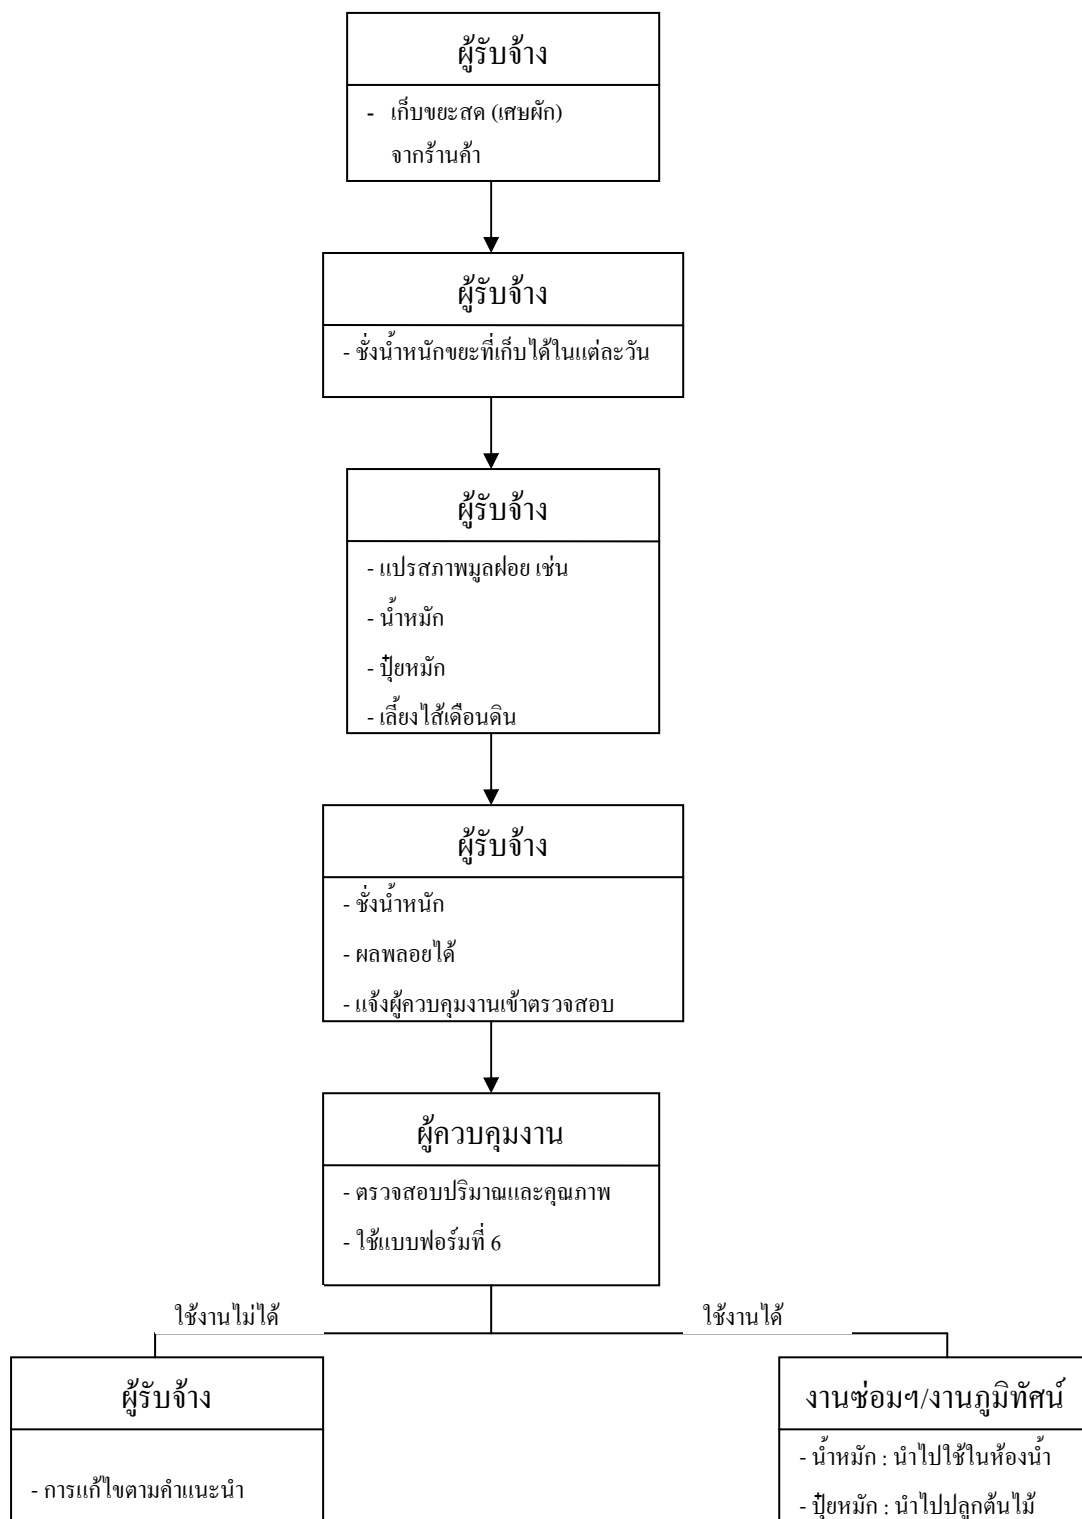 ผู้รับจ้าง
- เก็บขยะสด (เศษผัก)
จากร้านค้า
ผู้รับจ้าง
- ชั่งน้ำหนักขยะที่เก็บได้ในแต่ละวัน
ผู้รับจ้าง
- แปรสภาพมูลฝอย เช่น
- น้ำหมัก
- ปุ๋ยหมัก
- เลี้ยงไส้เดือนดิน
ผู้รับจ้าง
- ชั่งน้ำหนัก
- ผลพลอยได้
- แจ้งผู้ควบคุมงานเข้าตรวจสอบ
ผู้ควบคุมงาน
- ตรวจสอบปริมาณและคุณภาพ
- ใช้แบบฟอร์มที่ 6
ใช้งานไม่ได้
ใช้งานได้
ผู้รับจ้าง
- การแก้ไขตามคำแนะนำ
งานซ่อมฯ/งานภูมิทัศน์
- น้ำหมัก : นำไปใช้ในห้องน้ำ
- ปุ๋ยหมัก : นำไปปลูกต้นไม้